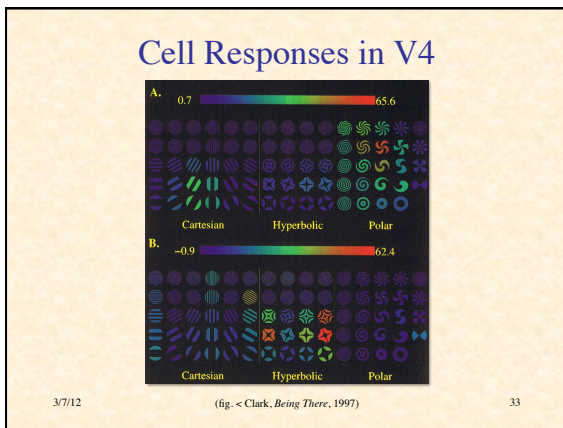 Cell Responses in V4
A.
0.7 65.6
Cartesian Hyperbolic Polar
B.
−0.9 62.4
Cartesian Hyperbolic Polar
3/7/12 (fig. < Clark, Being There, 1997) 33